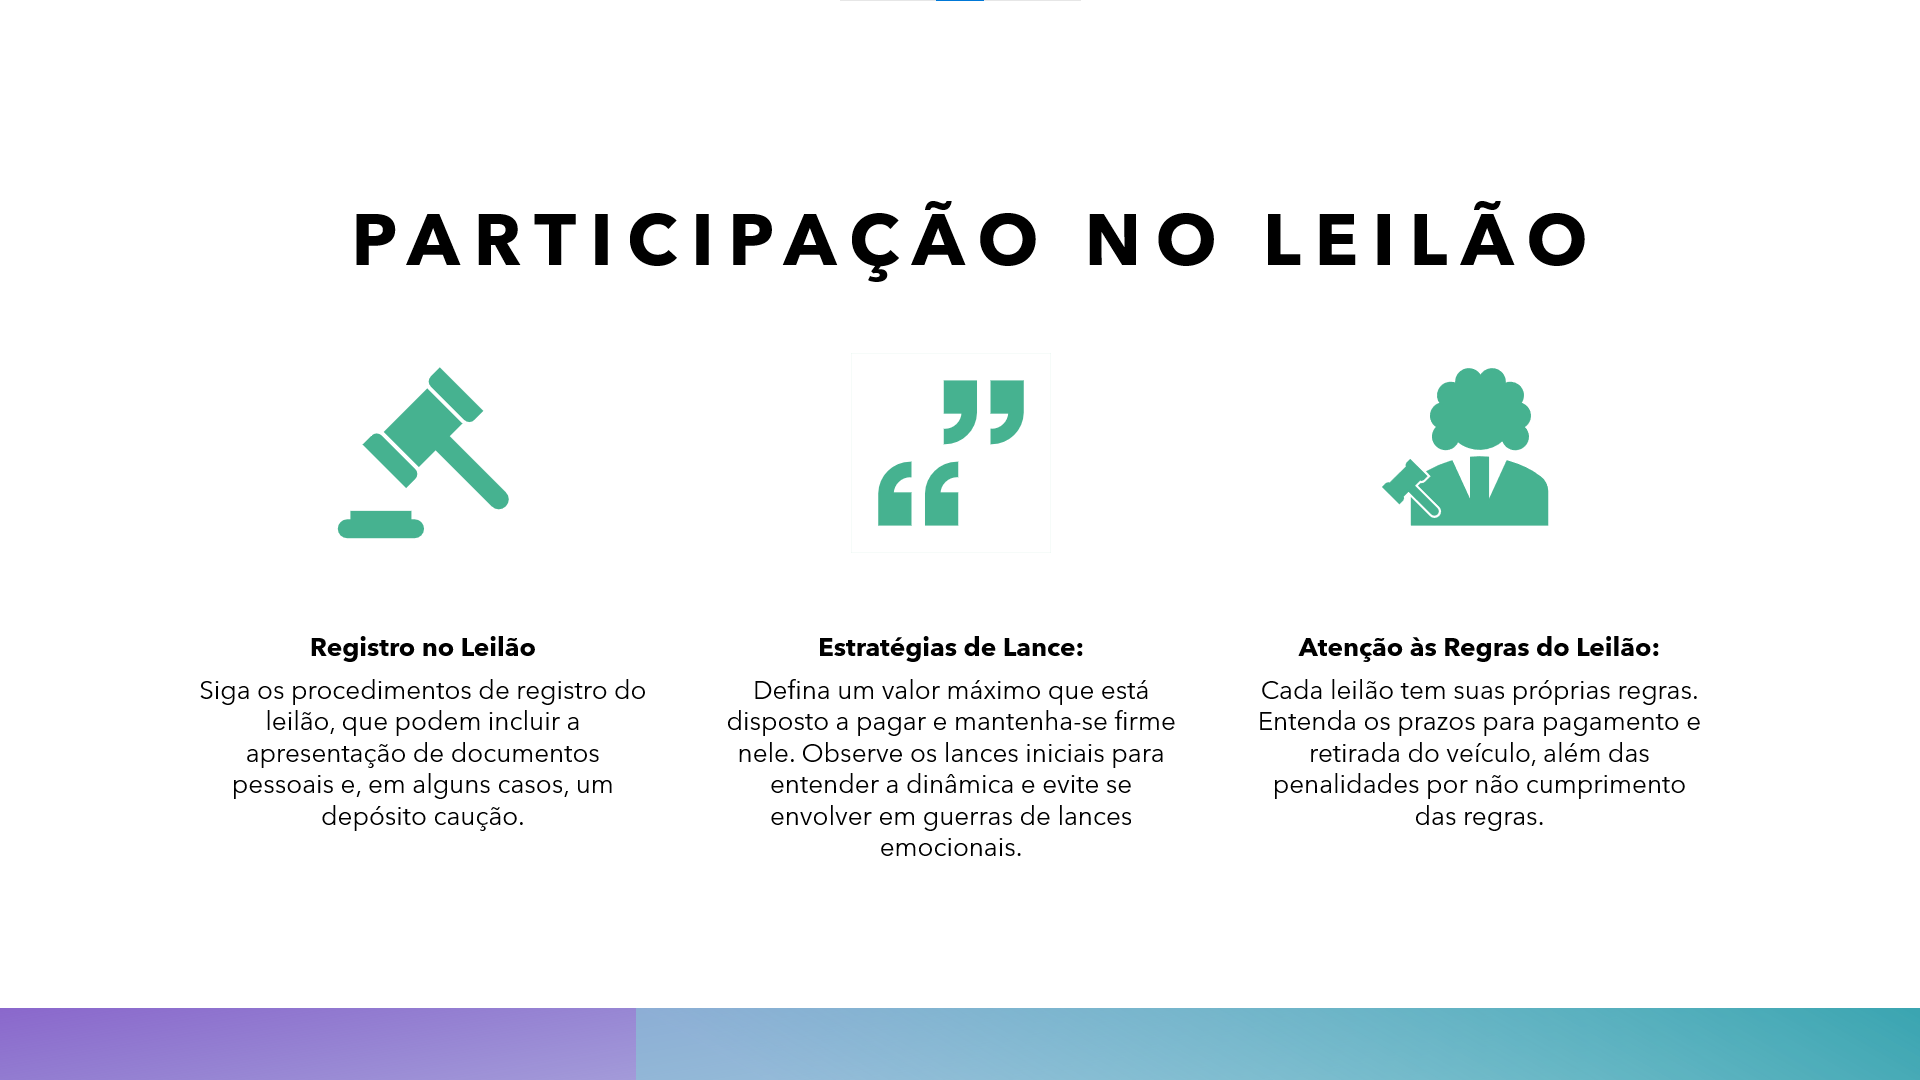 PARTICIPAÇÃO NO LEILÃO
Registro no Leilão
Siga os procedimentos de registro do
leilão, que podem incluir a
apresentação de documentos
pessoais e, em alguns casos, um
depósito caução.
Estratégias de Lance:
Defina um valor máximo que está
disposto a pagar e mantenha-se firme
nele. Observe os lances iniciais para
entender a dinâmica e evite se
envolver em guerras de lances
emocionais.
Atenção às Regras do Leilão:
Cada leilão tem suas próprias regras.
Entenda os prazos para pagamento e
retirada do veículo, além das
penalidades por não cumprimento
das regras.